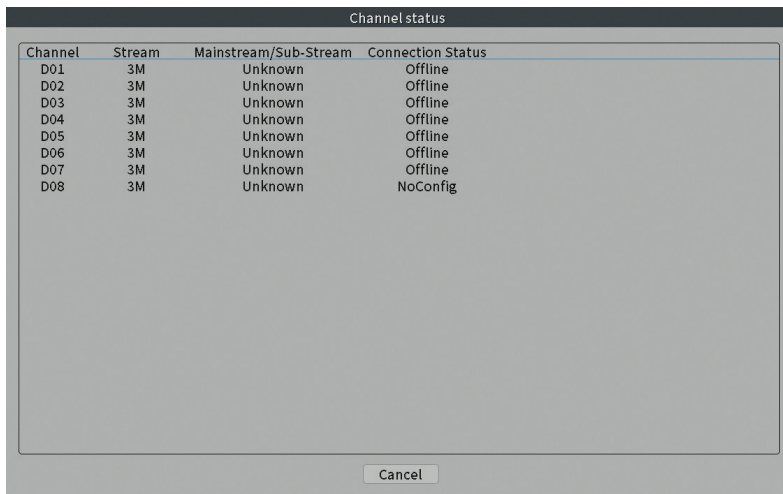 Channel status
Channel Stream Mainstream/Sub-Stream Connection Status
D01 3M Unknown Offline
D02 3M Unknown Offline
D03 3M Unknown Offline
D04 3M Unknown Offline
D05 3M Unknown Offline
D06 3M Unknown Offline
D07 3M Unknown Offline
D08 3M Unknown NoConfig
Cancel